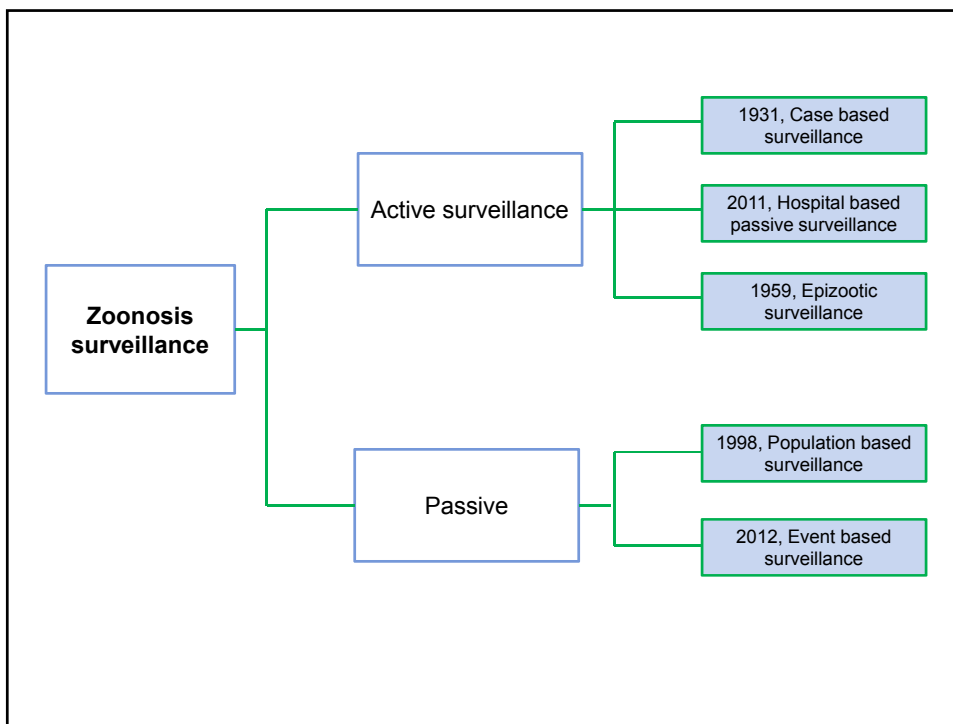 Zoonosis
surveillance
Active surveillance
Passive
1931, Case based
surveillance
2011, Hospital based
passive surveillance
1959, Epizootic
surveillance
1998, Population based
surveillance
2012, Event based
surveillance